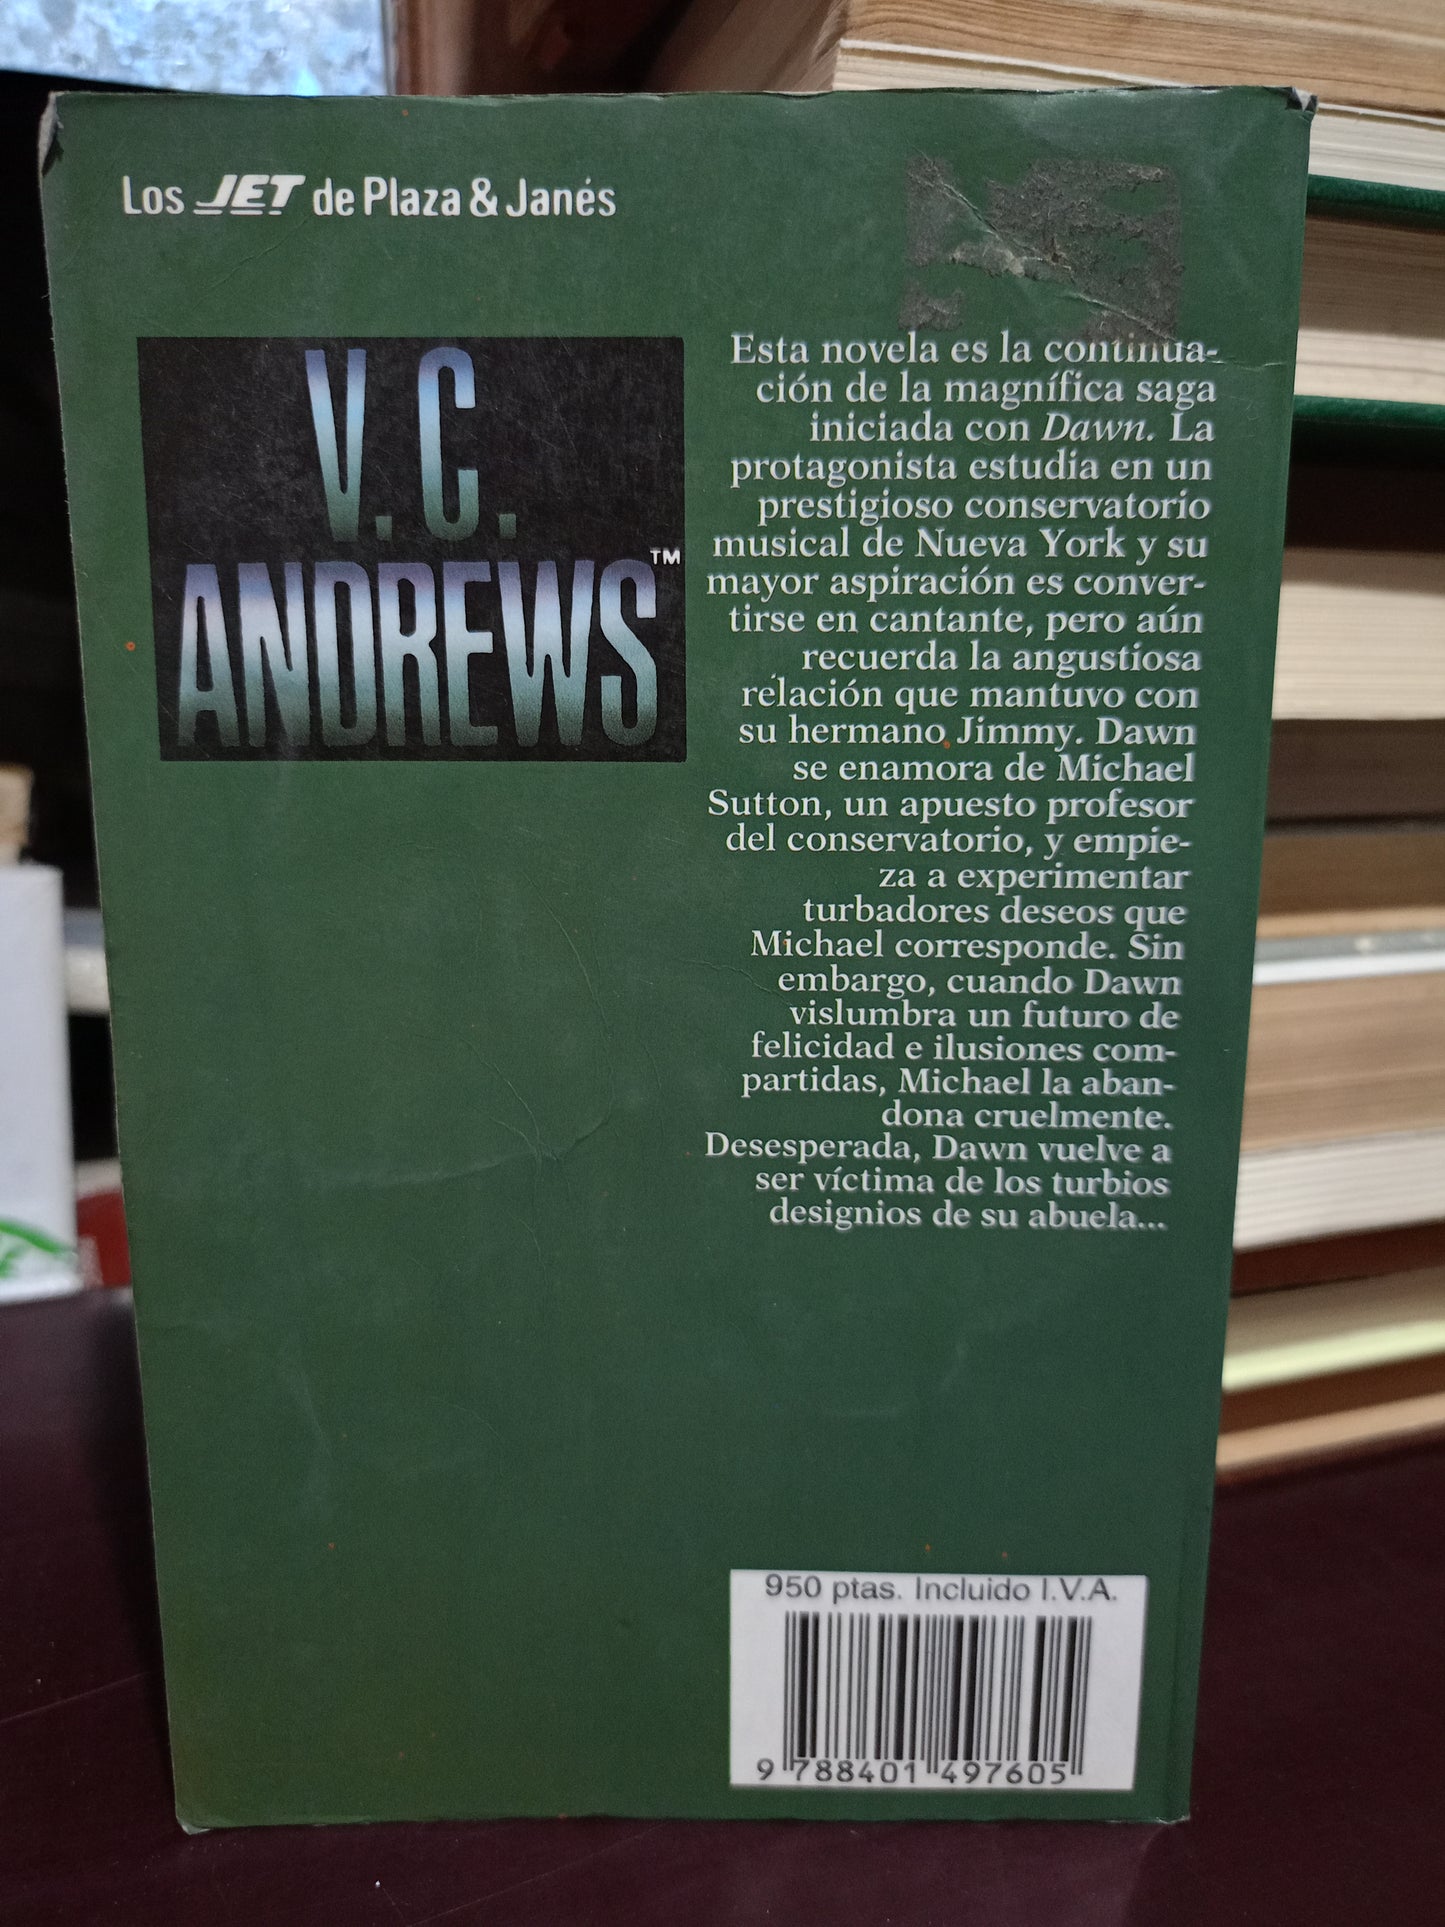 Los JET de Plaza & Janés
V. C.
ANDREWS™
Esta novela es la continua-
ción de la magnífica saga
iniciada con Dawn. La
protagonista estudia en un
prestigioso conservatorio
musical de Nueva York y su
mayor aspiración es conver-
tirse en cantante, pero aún
recuerda la angustiosa
relación que mantuvo con
su hermano Jimmy. Dawn
se enamora de Michael
Sutton, un apuesto profesor
del conservatorio, y empie-
za a experimentar
turbadores deseos que
Michael corresponde. Sin
embargo, cuando Dawn
vislumbra un futuro de
felicidad e ilusiones com-
partidas, Michael la aban-
dona cruelmente.
Desesperada, Dawn vuelve a
ser víctima de los turbios
designios de su abuela...
950 ptas. Incluido I.V.A.
9 788401 497605